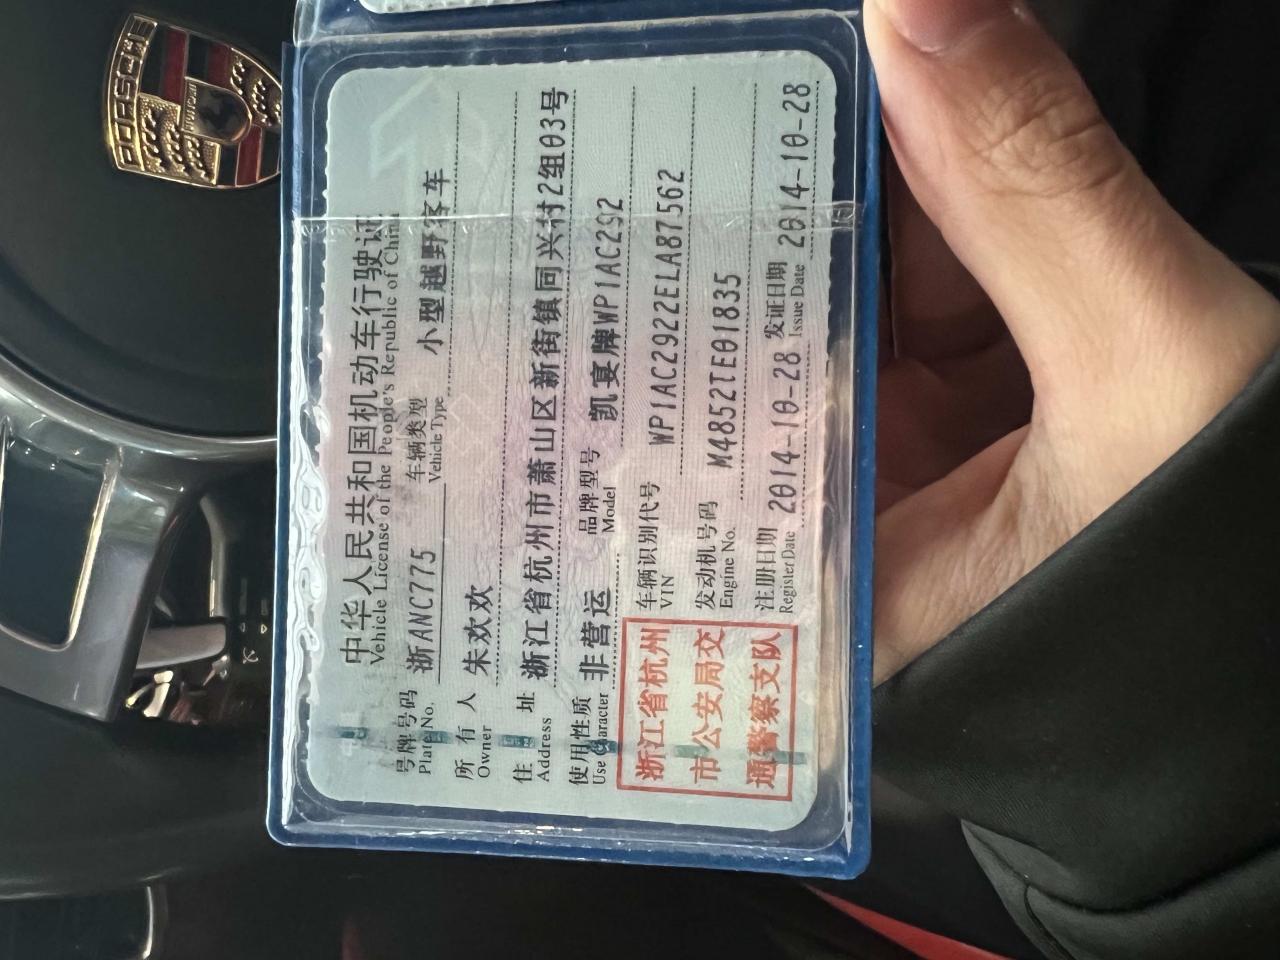 PORSCHE
中华人民共和国机动车行驶证
Vehicle License of the People's Republic of China
号牌号码 浙ANC775 车辆类型 小型越野客车
Plate No. Vehicle Type
所有人 朱欢欢
Owner
住址 浙江省杭州市萧山区新街镇同兴村2组03号
Address
使用性质 非营运 品牌型号 凯宴牌WP1AC292
Use Character Model
浙江省杭州
市公安局交
通警察支队
车辆识别代号 WP1AC2922ELA87562
VIN
发动机号码 M4852TE01835
Engine No.
注册日期 2014-10-28 发证日期 2014-10-28
Register Date Issue Date